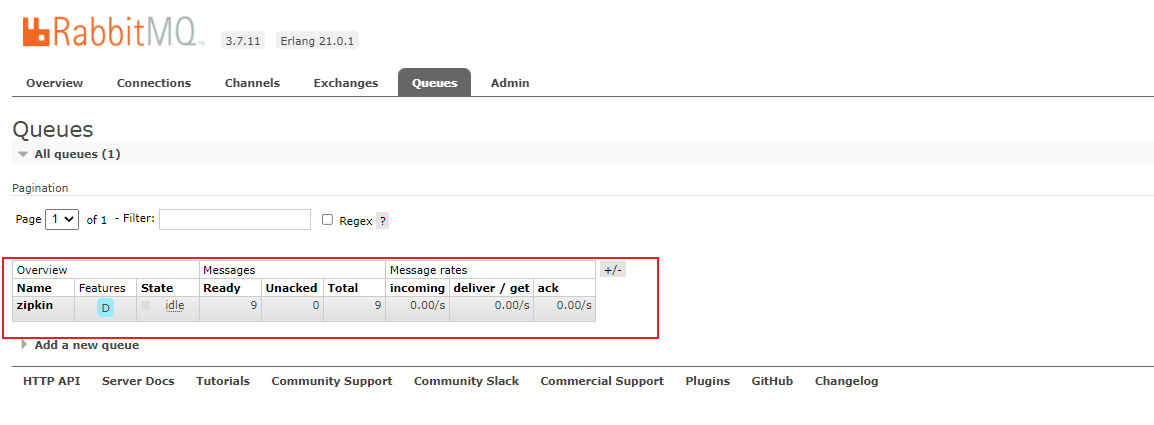 RabbitMQ TM 3.7.11 Erlang 21.0.1
Overview Connections Channels Exchanges Queues Admin
Queues
All queues (1)
Pagination
Page 1 of 1 - Filter: Regex ?
Overview Messages Message rates +/-
Name Features State Ready Unacked Total incoming deliver / get ack
zipkin D idle 9 0 9 0.00/s 0.00/s 0.00/s
Add a new queue
HTTP API Server Docs Tutorials Community Support Community Slack Commercial Support Plugins GitHub Changelog